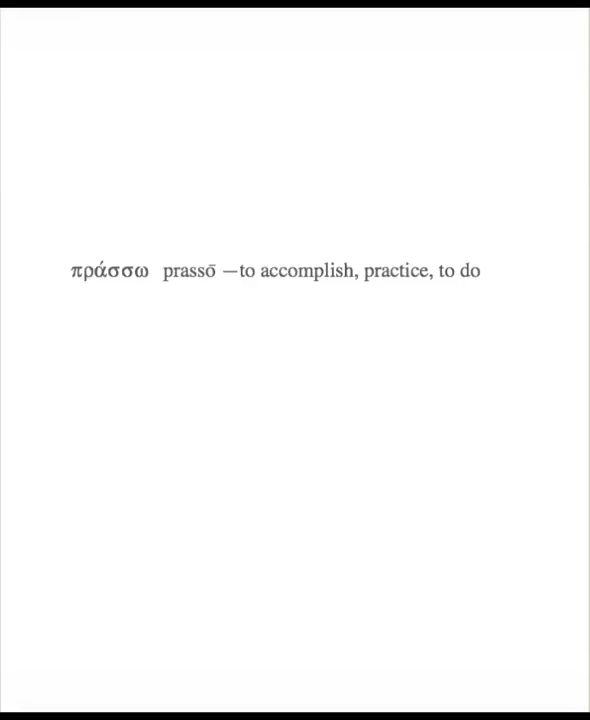 πράσσω prassō —to accomplish, practice, to do